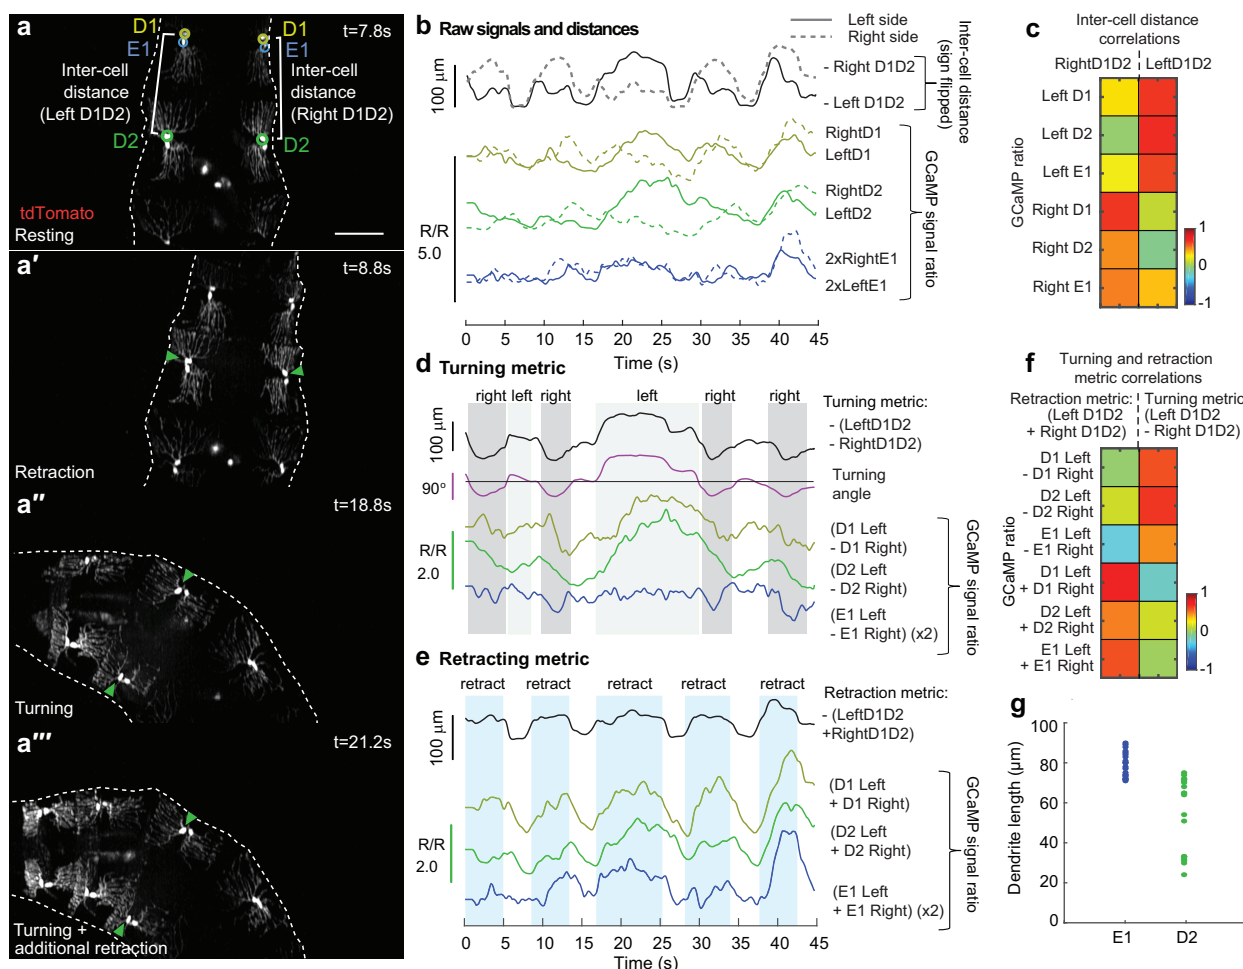 a
D1
E1
D1
E1
t=7.8s
Inter-cell
distance
(Left D1D2)
Inter-cell
distance
(Right D1D2)
D2
D2
tdTomato
Resting
a′
t=8.8s
Retraction
a″
t=18.8s
Turning
a‴
t=21.2s
Turning +
additional retraction
b Raw signals and distances
Left side
Right side
100 µm
- Right D1D2
- Left D1D2
Inter-cell distance
(sign flipped)
RightD1
LeftD1
RightD2
LeftD2
R/R
5.0
2xRightE1
2xLeftE1
GCaMP signal ratio
0 5 10 15 20 25 30 35 40 45
Time (s)
c Inter-cell distance
correlations
RightD1D2 LeftD1D2
GCaMP ratio
Left D1
Left D2
Left E1
Right D1
Right D2
Right E1
1
0
-1
d Turning metric
right left right left right right
100 µm
Turning metric:
- (LeftD1D2
- RightD1D2)
90°
Turning
angle
R/R
2.0
(D1 Left
- D1 Right)
(D2 Left
- D2 Right)
(E1 Left
- E1 Right) (x2)
GCaMP signal ratio
e Retracting metric
retract retract retract retract retract
100 µm
Retraction metric:
- (LeftD1D2
+RightD1D2)
R/R
2.0
(D1 Left
+ D1 Right)
(D2 Left
+ D2 Right)
(E1 Left
+ E1 Right) (x2)
GCaMP signal ratio
0 5 10 15 20 25 30 35 40 45
Time (s)
f Turning and retraction
metric correlations
Retraction metric:
(Left D1D2
+ Right D1D2)
Turning metric:
(Left D1D2
- Right D1D2)
GCaMP ratio
D1 Left
- D1 Right
D2 Left
- D2 Right
E1 Left
- E1 Right
D1 Left
+ D1 Right
D2 Left
+ D2 Right
E1 Left
+ E1 Right
1
0
-1
g
Dendrite length (µm)
100
80
60
40
20
0
E1 D2